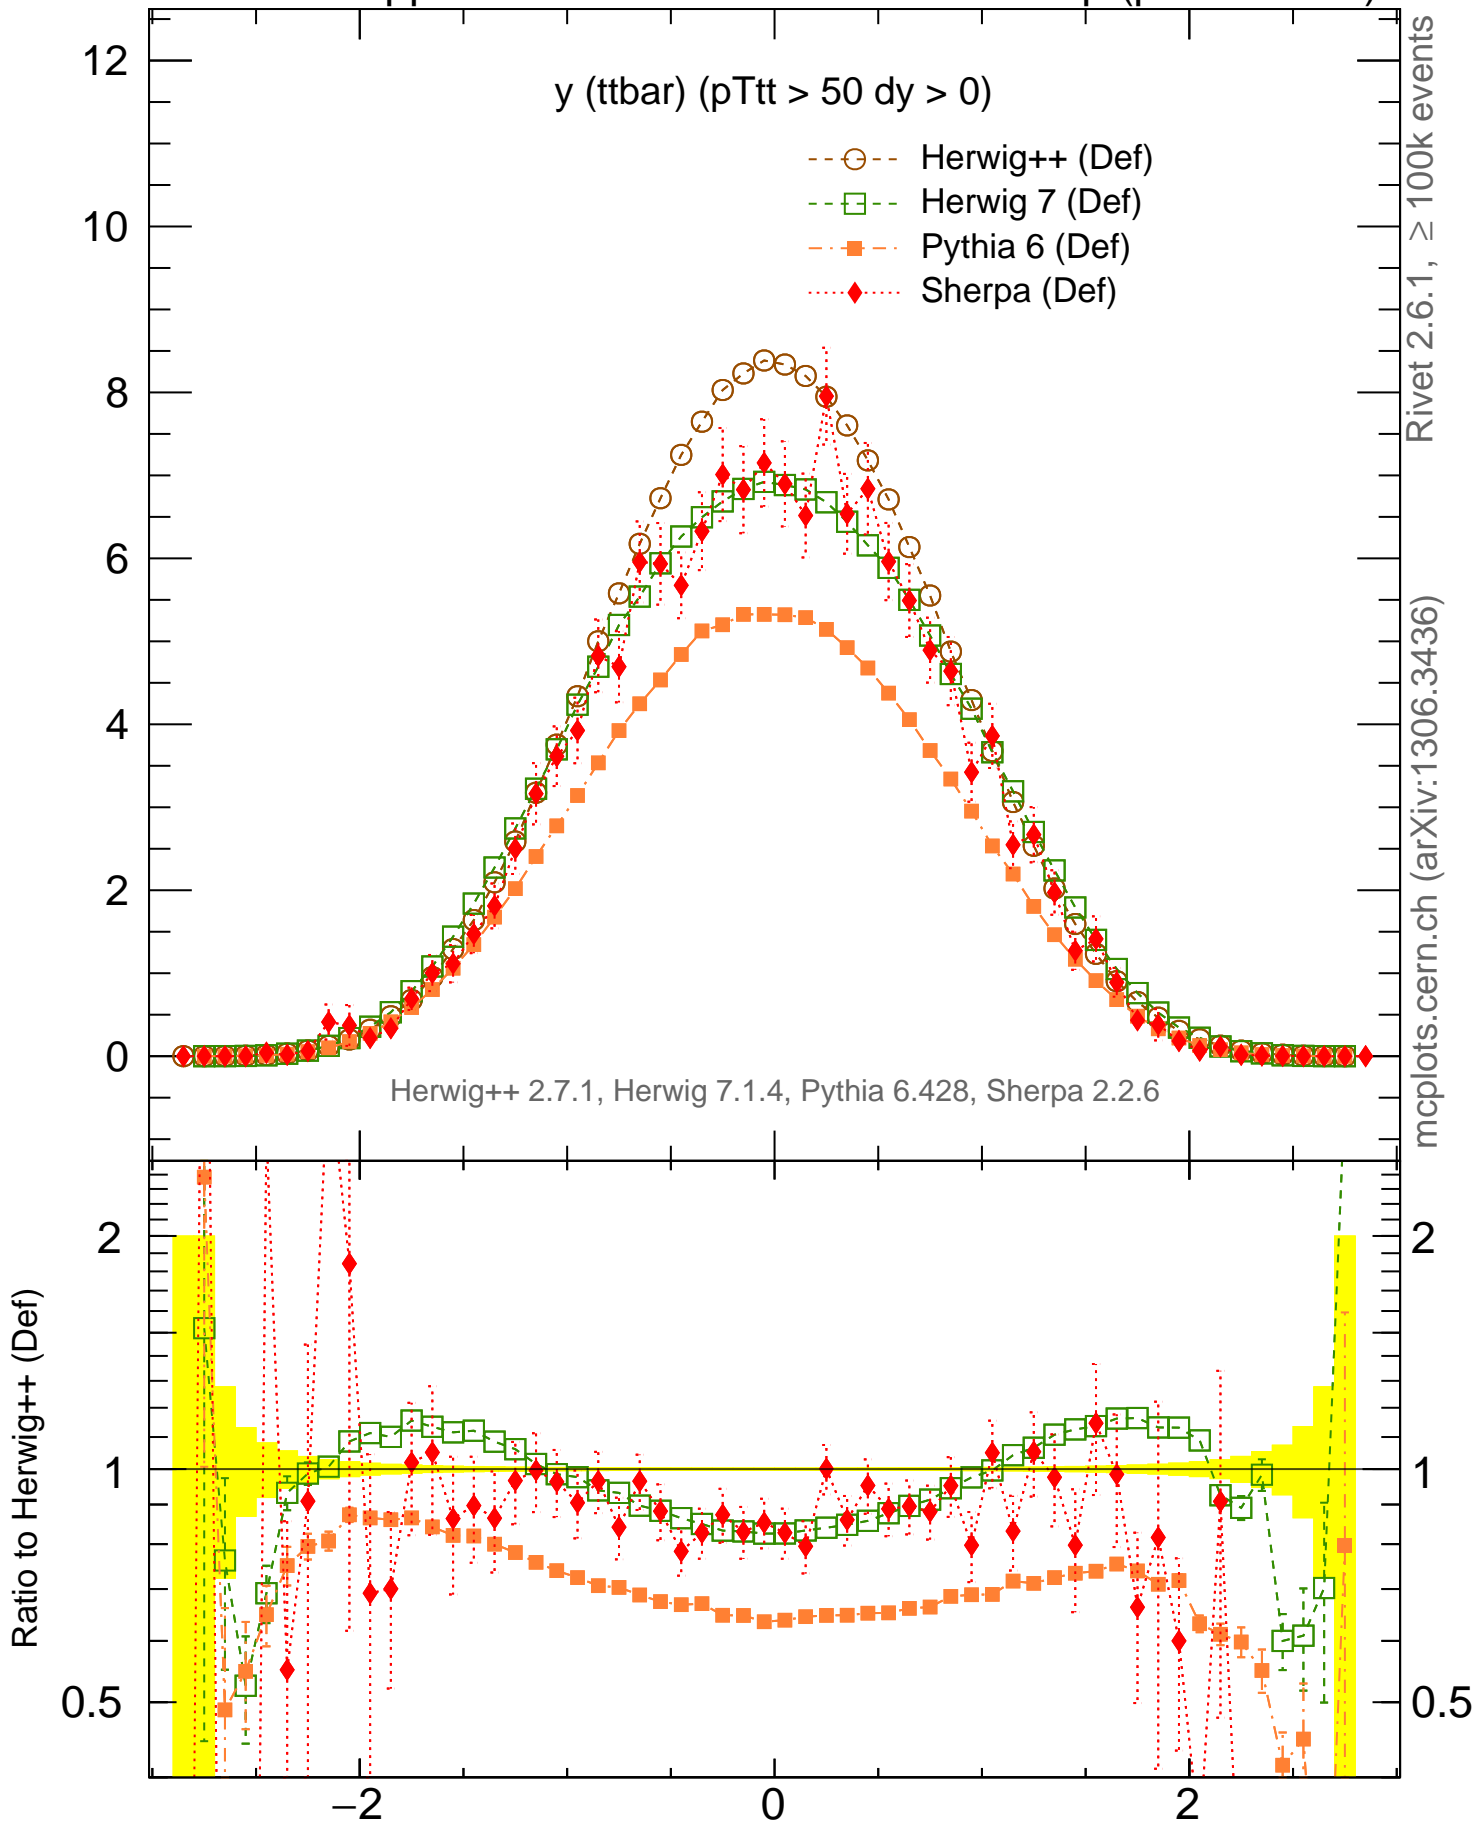 y (ttbar) (pTtt > 50 dy > 0)
Herwig++ (Def)
Herwig 7 (Def)
Pythia 6 (Def)
Sherpa (Def)
12
10
8
6
4
2
0
Herwig++ 2.7.1, Herwig 7.1.4, Pythia 6.428, Sherpa 2.2.6
Rivet 2.6.1, ≥ 100k events
mcplots.cern.ch (arXiv:1306.3436)
Ratio to Herwig++ (Def)
2
1
0.5
2
1
0.5
−2
0
2